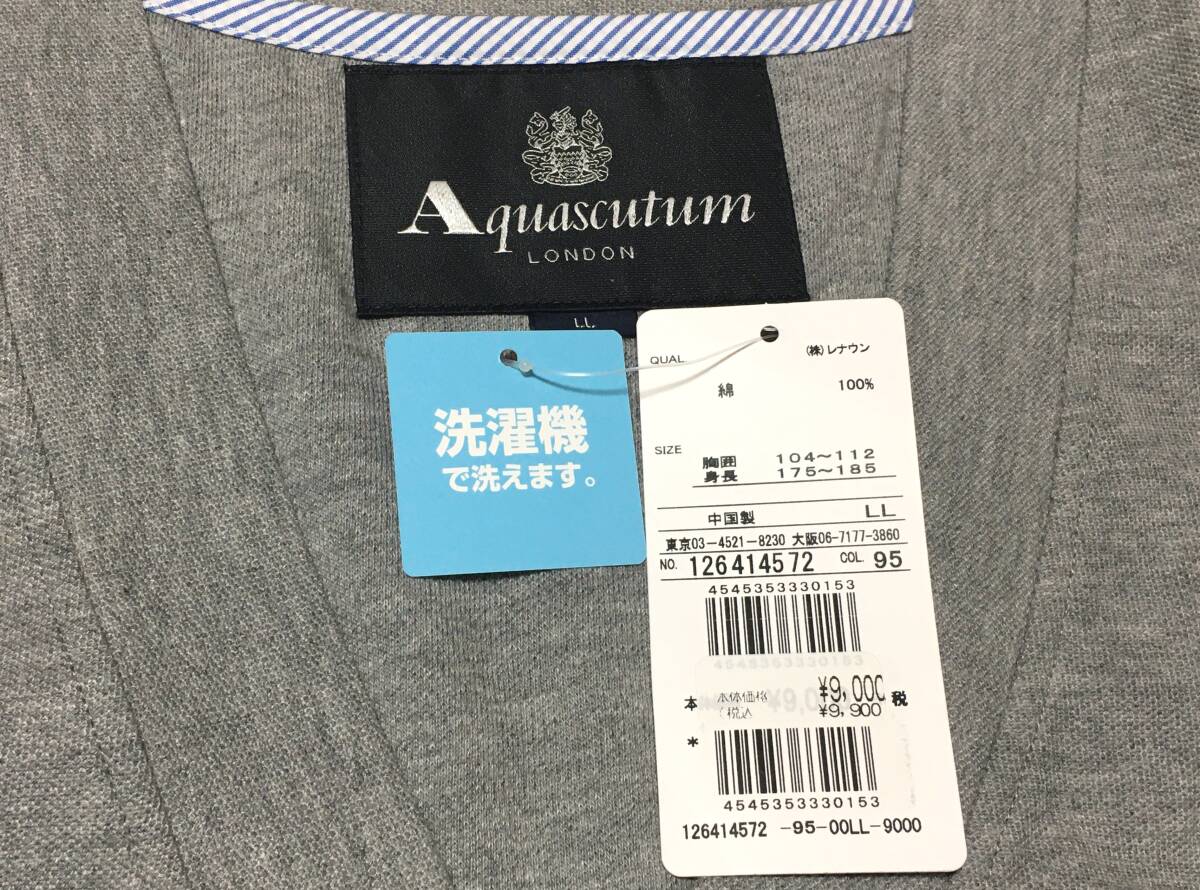 Aquascutum
LONDON
L.L.
洗濯機
で洗えます。
QUAL.
(株)レナウン
綿 100%
SIZE
胸囲 104~112
身長 175~185
中国製 LL
東京03-4521-8230 大阪06-7177-3860
NO. 126414572 COL. 95
4545353330153
4545353330153
本 本体価格 ¥9,000 税
(税込 ¥9,900
*
4545353330153
126414572 -95-00LL-9000